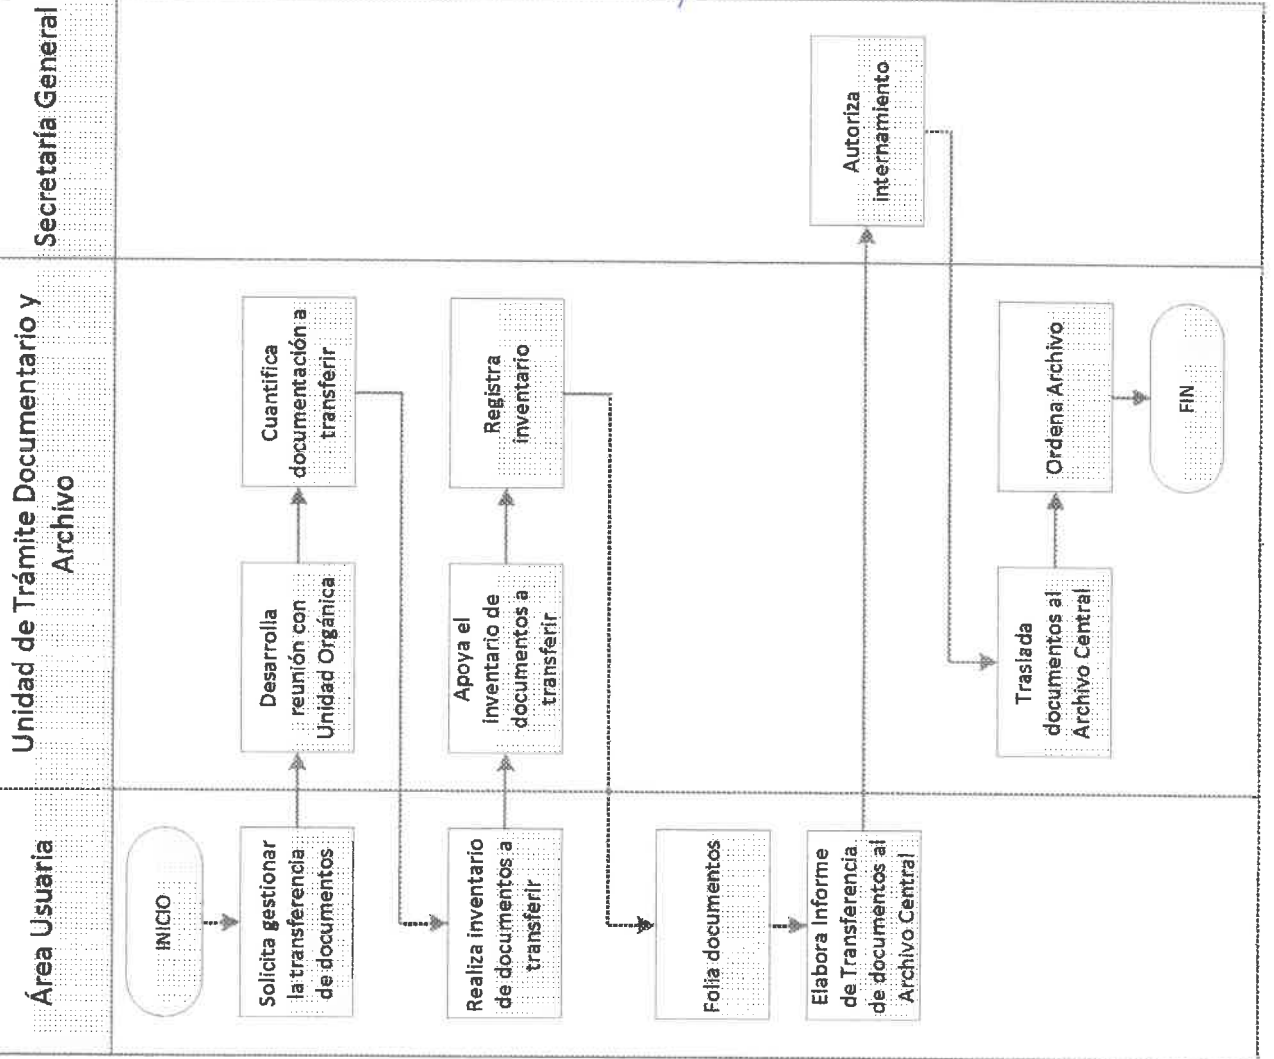 Área Usuaria
Unidad de Trámite Documentario y
Archivo
Secretaría General
INICIO
Solicita gestionar
la transferencia
de documentos
Desarrolla
reunión con
Unidad Orgánica
Cuantifica
documentación a
transferir
Realiza inventario
de documentos a
transferir
Apoya el
inventario de
documentos a
transferir
Registra
inventario
Folia documentos
Elabora Informe
de Transferencia
de documentos al
Archivo Central
Autoriza
internamiento
Traslada
documentos al
Archivo Central
Ordena Archivo
FIN